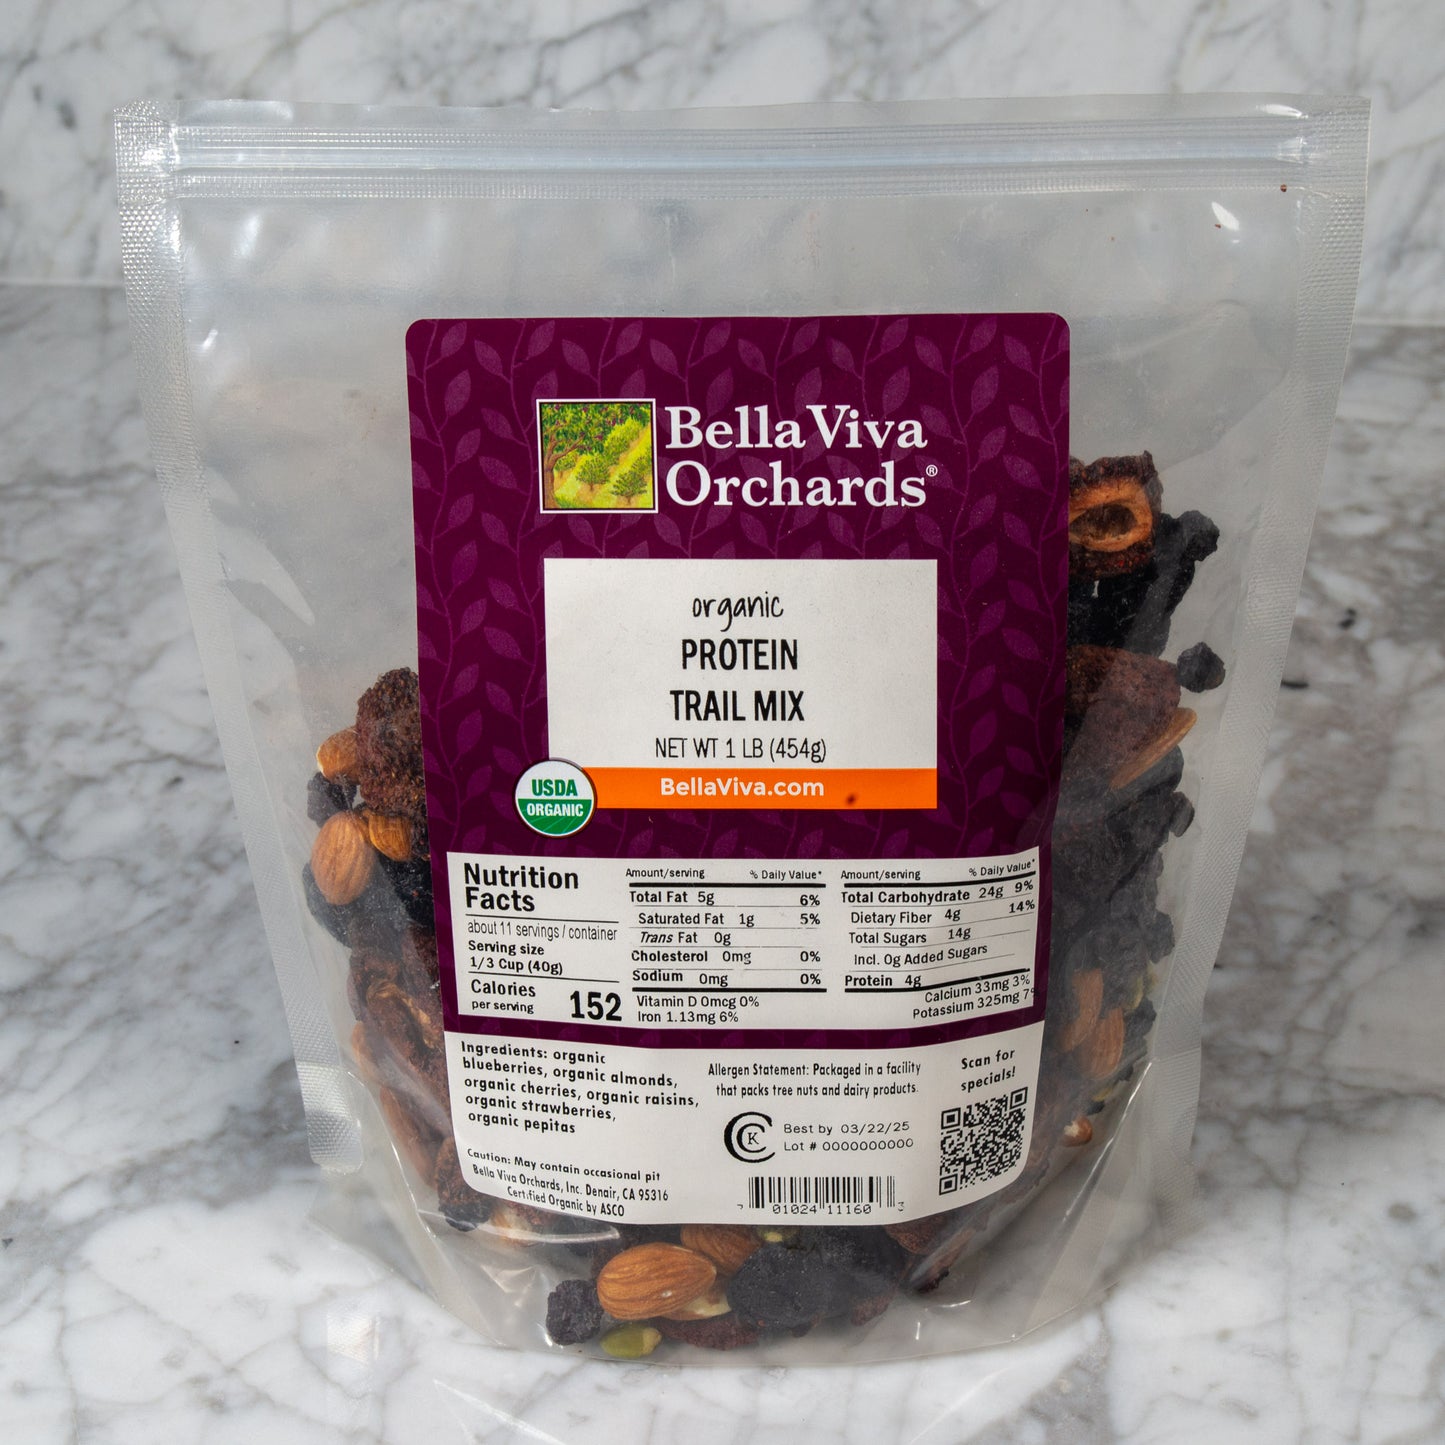 Bella Viva
Orchards®
organic
PROTEIN
TRAIL MIX
NET WT 1 LB (454g)
BellaViva.com
USDA
ORGANIC
Nutrition
Facts
about 11 servings / container
Serving size
1/3 Cup (40g)
Calories
per serving 152
Amount/serving % Daily Value*
Total Fat 5g 6%
Saturated Fat 1g 5%
Trans Fat 0g
Cholesterol 0mg 0%
Sodium 0mg 0%
Vitamin D 0mcg 0%
Iron 1.13mg 6%
Amount/serving % Daily Value*
Total Carbohydrate 24g 9%
Dietary Fiber 4g 14%
Total Sugars 14g
Incl. 0g Added Sugars
Protein 4g
Calcium 33mg 3%
Potassium 325mg 7%
Ingredients: organic
blueberries, organic almonds,
organic cherries, organic raisins,
organic strawberries,
organic pepitas
Caution: May contain occasional pit
Bella Viva Orchards, Inc. Denair, CA 95316
Certified Organic by ASCO
Allergen Statement: Packaged in a facility
that packs tree nuts and dairy products.
K
Best by 03/22/25
Lot # 0000000000
7 01024 11160 3
Scan for
specials!